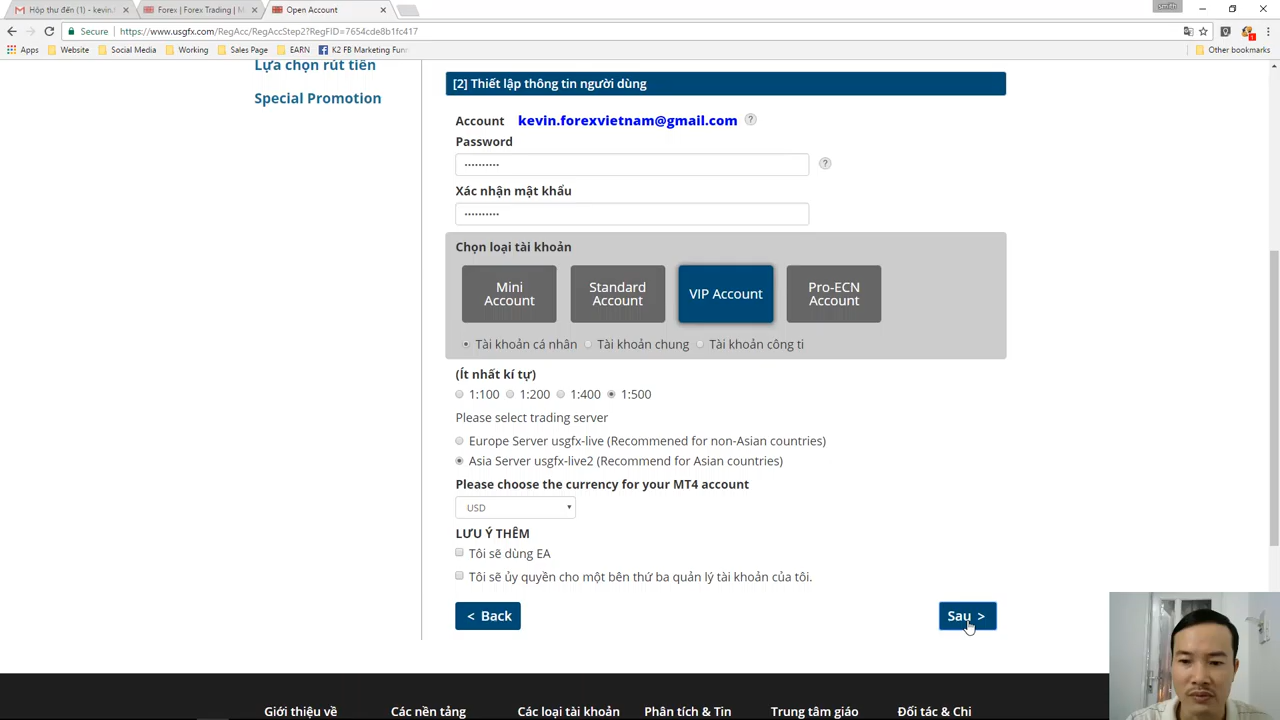 smith
Hộp thư đến (1) - kevin.f
Forex | Forex Trading | M
Open Account
Secure
https://www.usgfx.com/RegAcc/RegAccStep2?RegFID=7654cde8b1fc417
Apps
Website
Social Media
Working
Sales Page
EARN
K2 FB Marketing Funn
Other bookmarks
Lựa chọn rút tiền
Special Promotion
[2] Thiết lập thông tin người dùng
Account kevin.forexvietnam@gmail.com ?
Password
•••••••••• ?
Xác nhận mật khẩu
••••••••••
Chọn loại tài khoản
Mini
Account
Standard
Account
VIP Account
Pro-ECN
Account
Tài khoản cá nhân Tài khoản chung Tài khoản công ti
(Ít nhất kí tự)
1:100 1:200 1:400 1:500
Please select trading server
Europe Server usgfx-live (Recommened for non-Asian countries)
Asia Server usgfx-live2 (Recommend for Asian countries)
Please choose the currency for your MT4 account
USD
LƯU Ý THÊM
Tôi sẽ dùng EA
Tôi sẽ ủy quyền cho một bên thứ ba quản lý tài khoản của tôi.
< Back
Sau >
Giới thiệu về
Các nền tảng
Các loại tài khoản
Phân tích & Tin
Trung tâm giáo
Đối tác & Chi